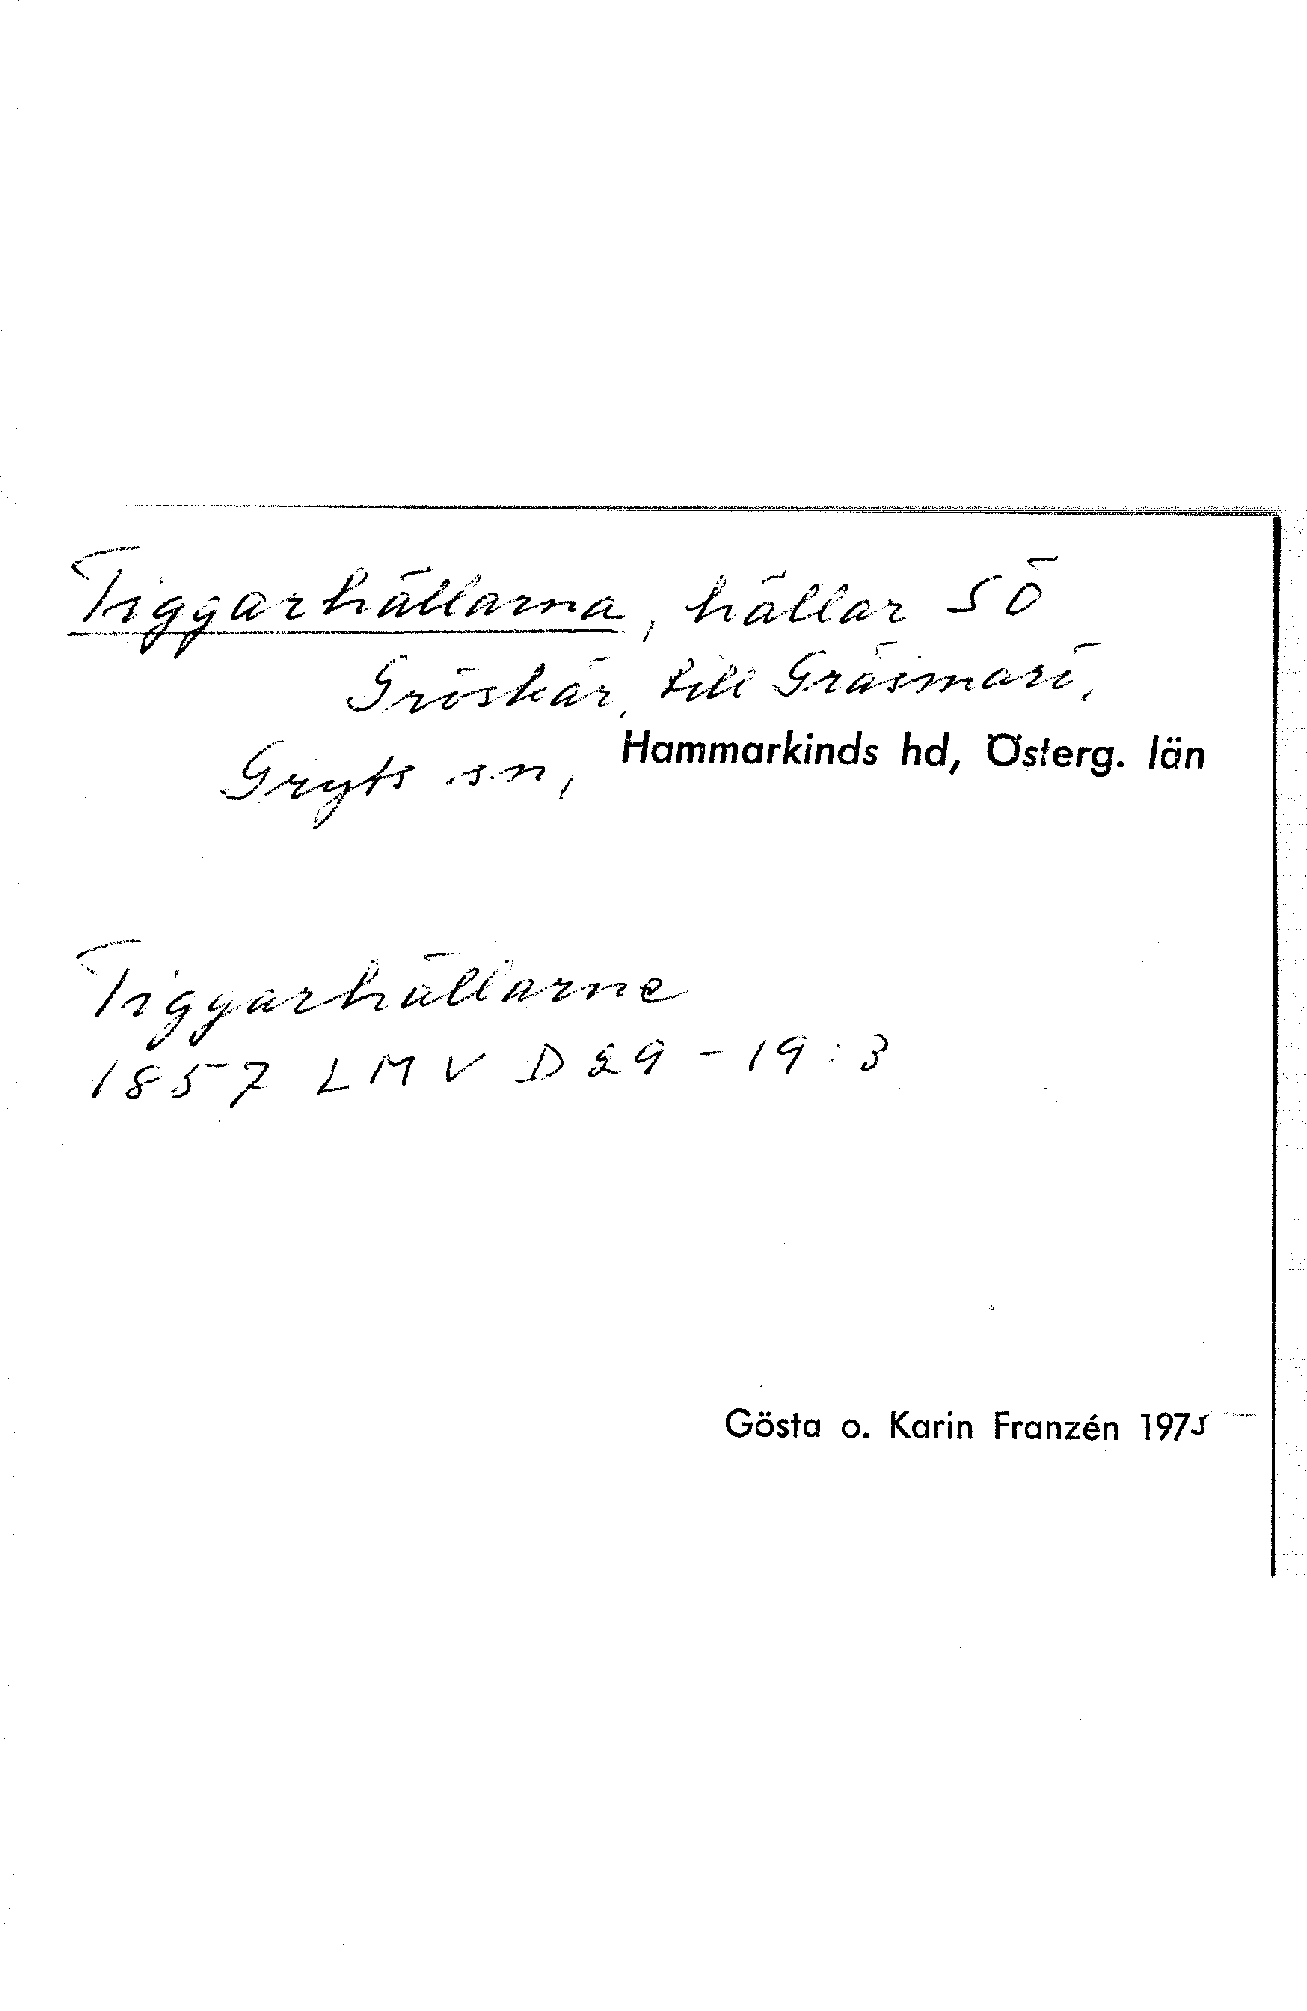 Tiggarhällarna, hällar SÖ
Gröskär, till Gräsmarö,
Gryts sn, Hammarkinds hd, Österg. län
Tiggarhällarne
1857 LMV D29-19:3
Gösta o. Karin Franzén 1975